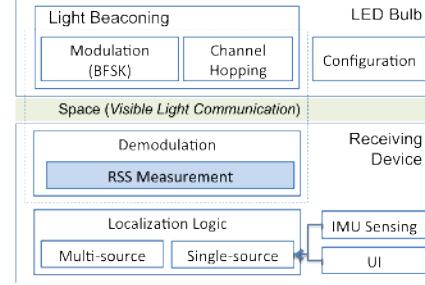 Light Beaconing
LED Bulb
Modulation
(BFSK)
Channel
Hopping
Configuration
Space (Visible Light Communication)
Demodulation
Receiving
Device
RSS Measurement
Localization Logic
IMU Sensing
Multi-source
Single-source
UI